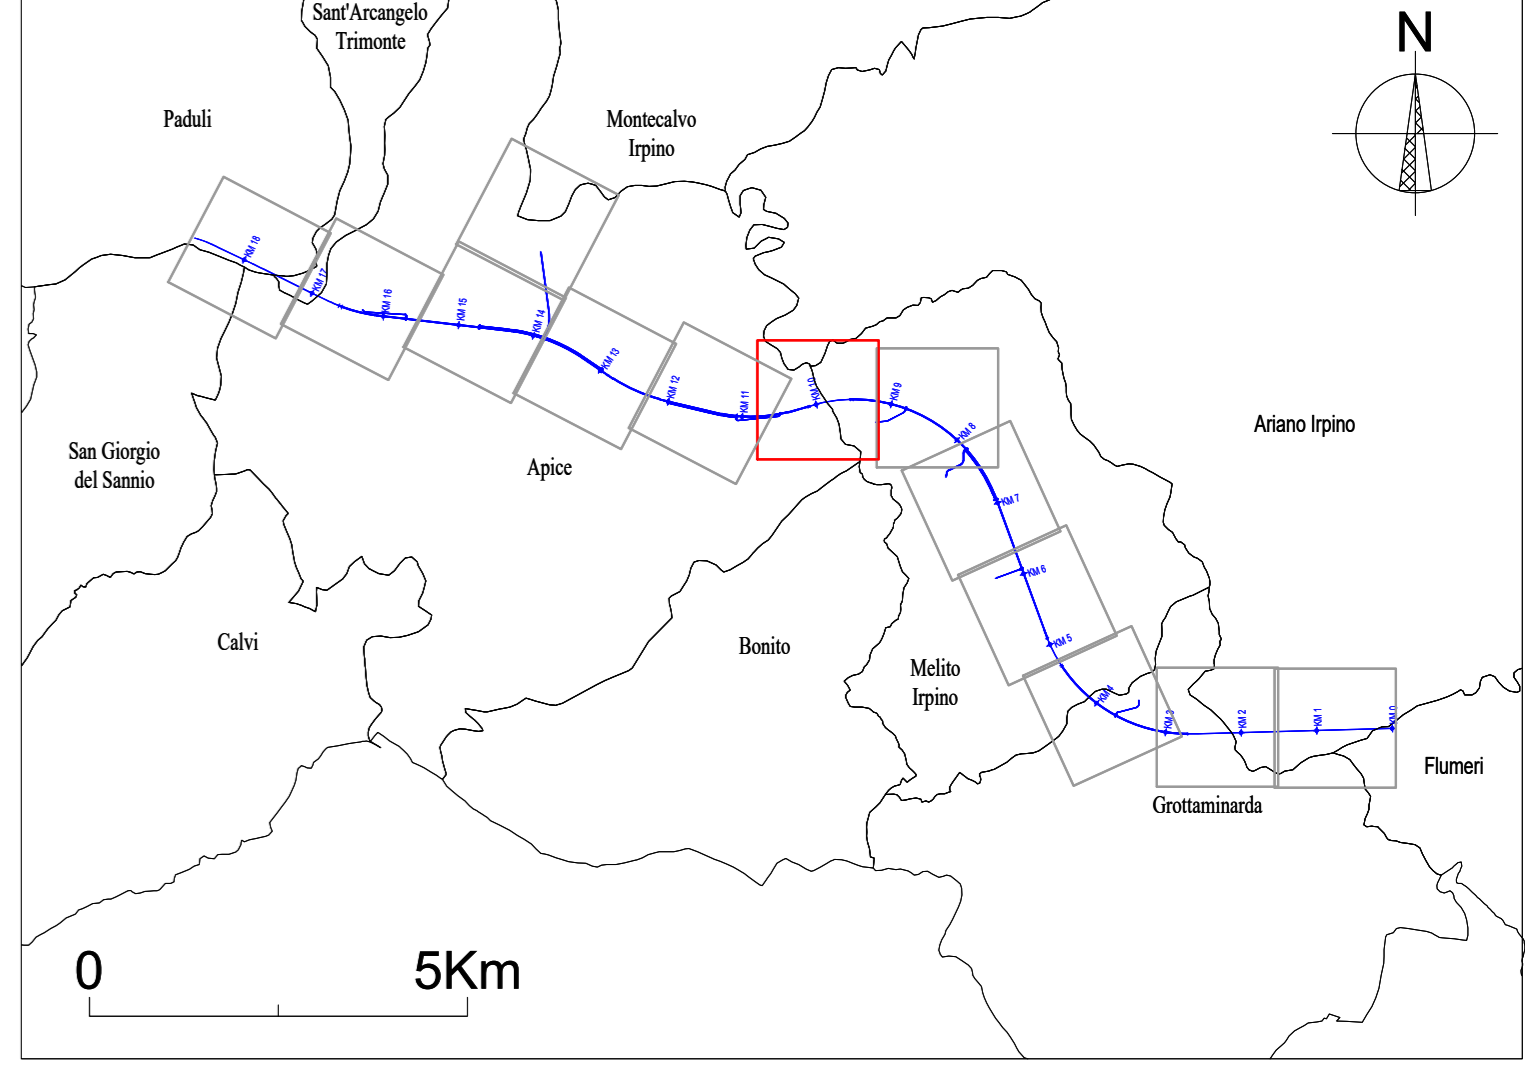 Sant'Arcangelo
Trimonte
N
Paduli
Montecalvo
Irpino
KM 18
KM 17
KM 16
KM 15
KM 14
KM 13
KM 12
KM 11
KM 10
KM 9
KM 8
KM 7
KM 6
KM 5
KM 4
KM 3
KM 2
KM 1
KM 0
Ariano Irpino
San Giorgio
del Sannio
Apice
Calvi
Bonito
Melito
Irpino
Flumeri
Grottaminarda
0
5Km